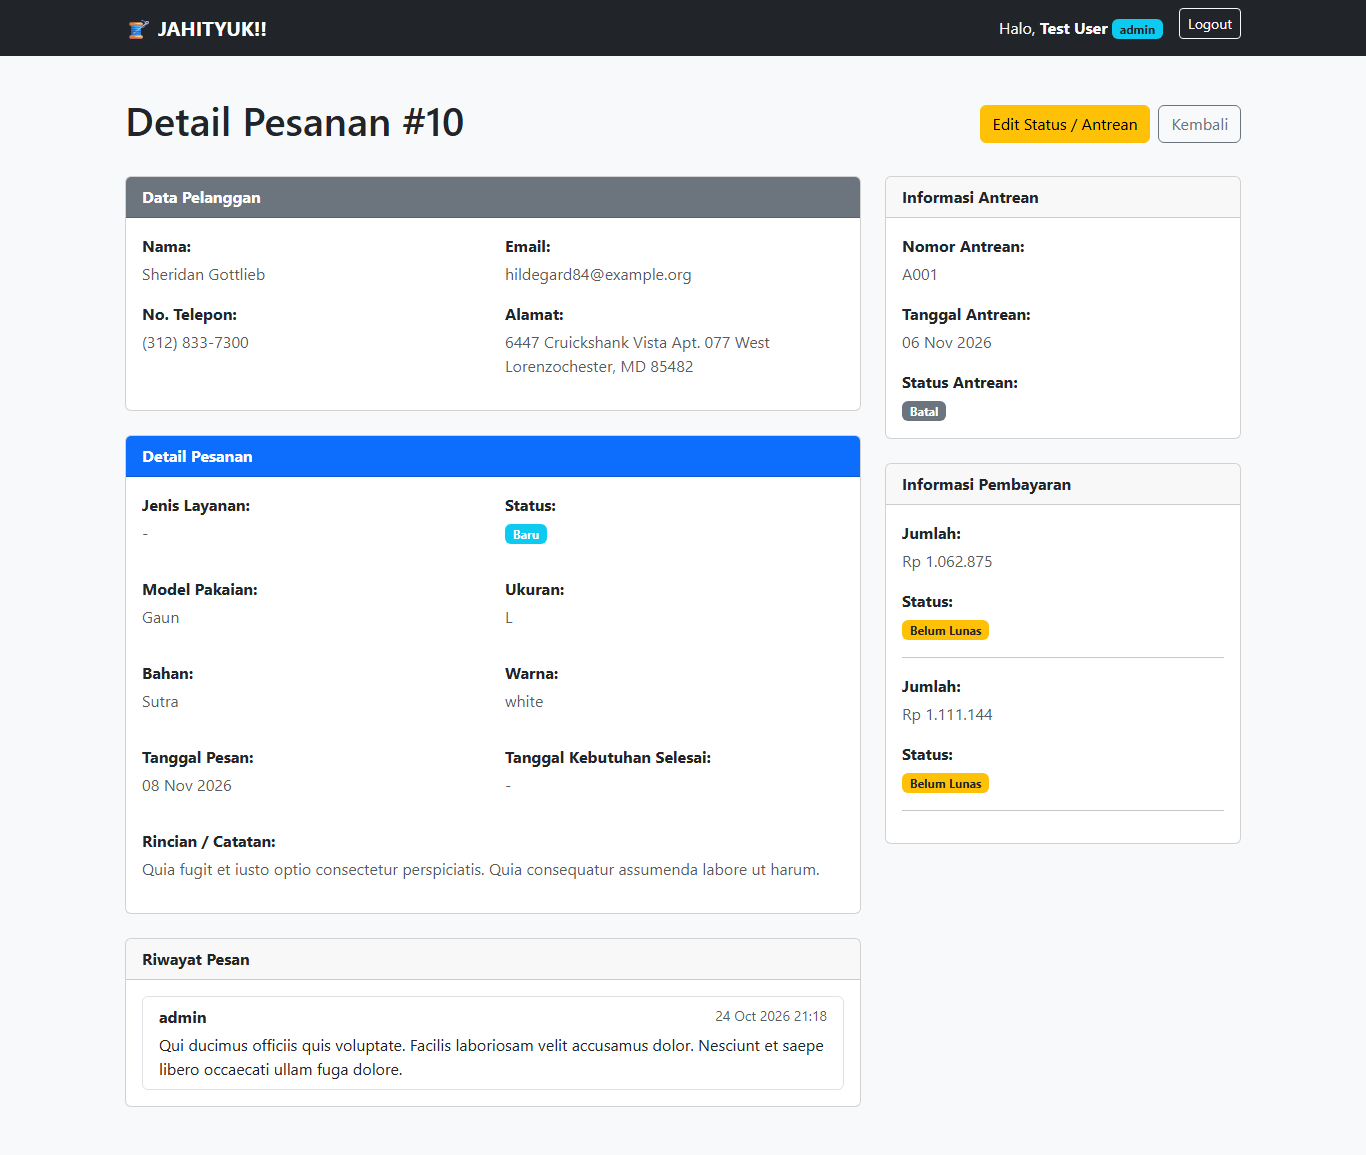 JAHITYUK!!
Halo, Test User admin
Logout
Detail Pesanan #10
Edit Status / Antrean
Kembali
Data Pelanggan
Nama:
Sheridan Gottlieb
Email:
hildegard84@example.org
No. Telepon:
(312) 833-7300
Alamat:
6447 Cruickshank Vista Apt. 077 West
Lorenzochester, MD 85482
Detail Pesanan
Jenis Layanan:
-
Status:
Baru
Model Pakaian:
Gaun
Ukuran:
L
Bahan:
Sutra
Warna:
white
Tanggal Pesan:
08 Nov 2026
Tanggal Kebutuhan Selesai:
-
Rincian / Catatan:
Quia fugit et iusto optio consectetur perspiciatis. Quia consequatur assumenda labore ut harum.
Riwayat Pesan
admin
24 Oct 2026 21:18
Qui ducimus officiis quis voluptate. Facilis laboriosam velit accusamus dolor. Nesciunt et saepe
libero occaecati ullam fuga dolore.
Informasi Antrean
Nomor Antrean:
A001
Tanggal Antrean:
06 Nov 2026
Status Antrean:
Batal
Informasi Pembayaran
Jumlah:
Rp 1.062.875
Status:
Belum Lunas
Jumlah:
Rp 1.111.144
Status:
Belum Lunas